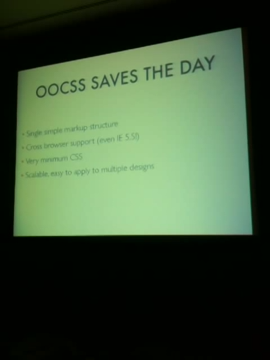 OOCSS SAVES THE DAY
• Single simple markup structure
• Cross browser support (even IE 5.5!)
• Very minimum CSS
• Scalable, easy to apply to multiple designs